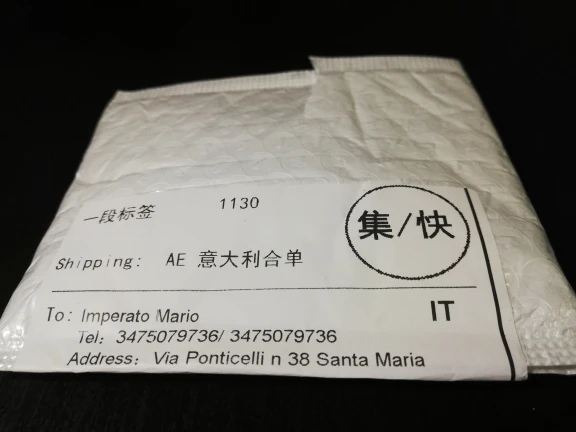 一段标签 1130
集/快
Shipping: AE 意大利合单
IT
To: Imperato Mario
Tel: 3475079736/ 3475079736
Address: Via Ponticelli n 38 Santa Maria